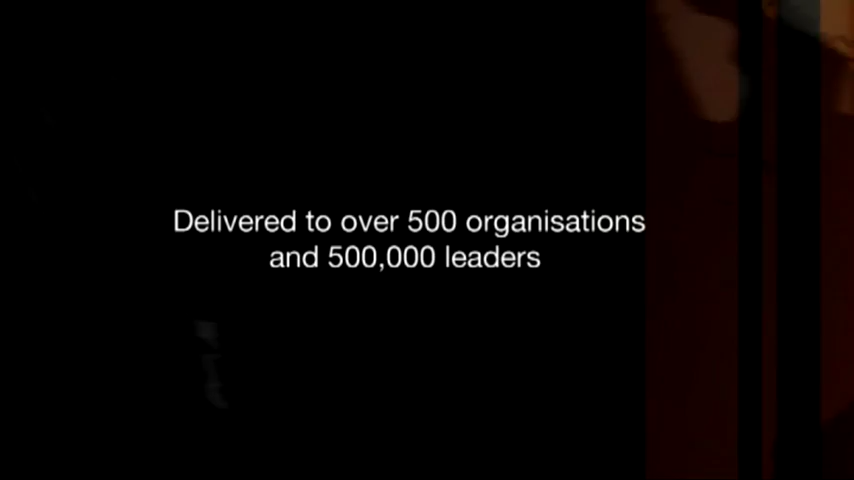 Delivered to over 500 organisations
and 500,000 leaders